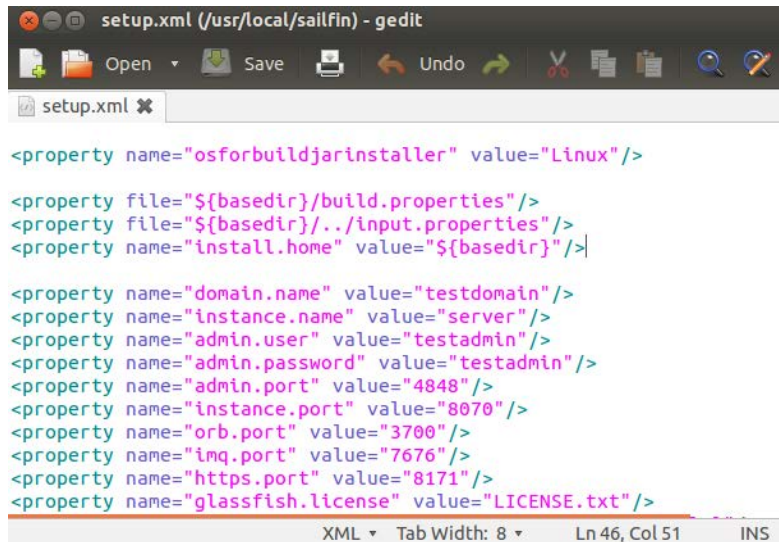 setup.xml (/usr/local/sailfin) - gedit
Open Save Undo
setup.xml
<property name="osforbuildjarinstaller" value="Linux"/>
<property file="${basedir}/build.properties"/>
<property file="${basedir}/../input.properties"/>
<property name="install.home" value="${basedir}"/>
<property name="domain.name" value="testdomain"/>
<property name="instance.name" value="server"/>
<property name="admin.user" value="testadmin"/>
<property name="admin.password" value="testadmin"/>
<property name="admin.port" value="4848"/>
<property name="instance.port" value="8070"/>
<property name="orb.port" value="3700"/>
<property name="imq.port" value="7676"/>
<property name="https.port" value="8171"/>
<property name="glassfish.license" value="LICENSE.txt"/>
XML Tab Width: 8 Ln 46, Col 51 INS